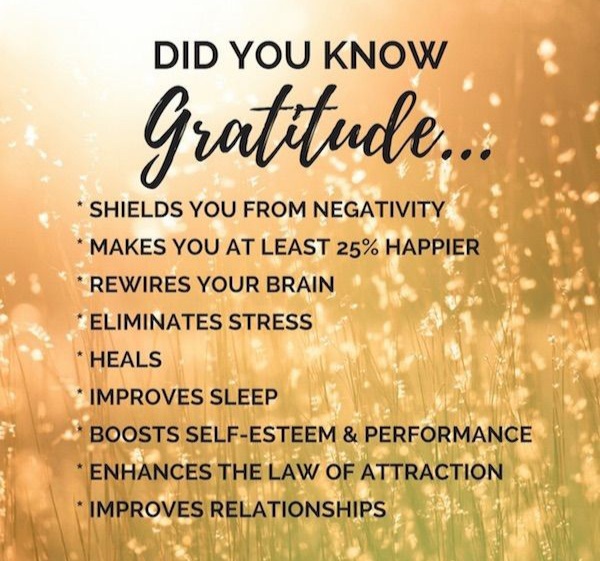 DID YOU KNOW
Gratitude...
* SHIELDS YOU FROM NEGATIVITY
* MAKES YOU AT LEAST 25% HAPPIER
* REWIRES YOUR BRAIN
* ELIMINATES STRESS
* HEALS
* IMPROVES SLEEP
* BOOSTS SELF-ESTEEM & PERFORMANCE
* ENHANCES THE LAW OF ATTRACTION
* IMPROVES RELATIONSHIPS